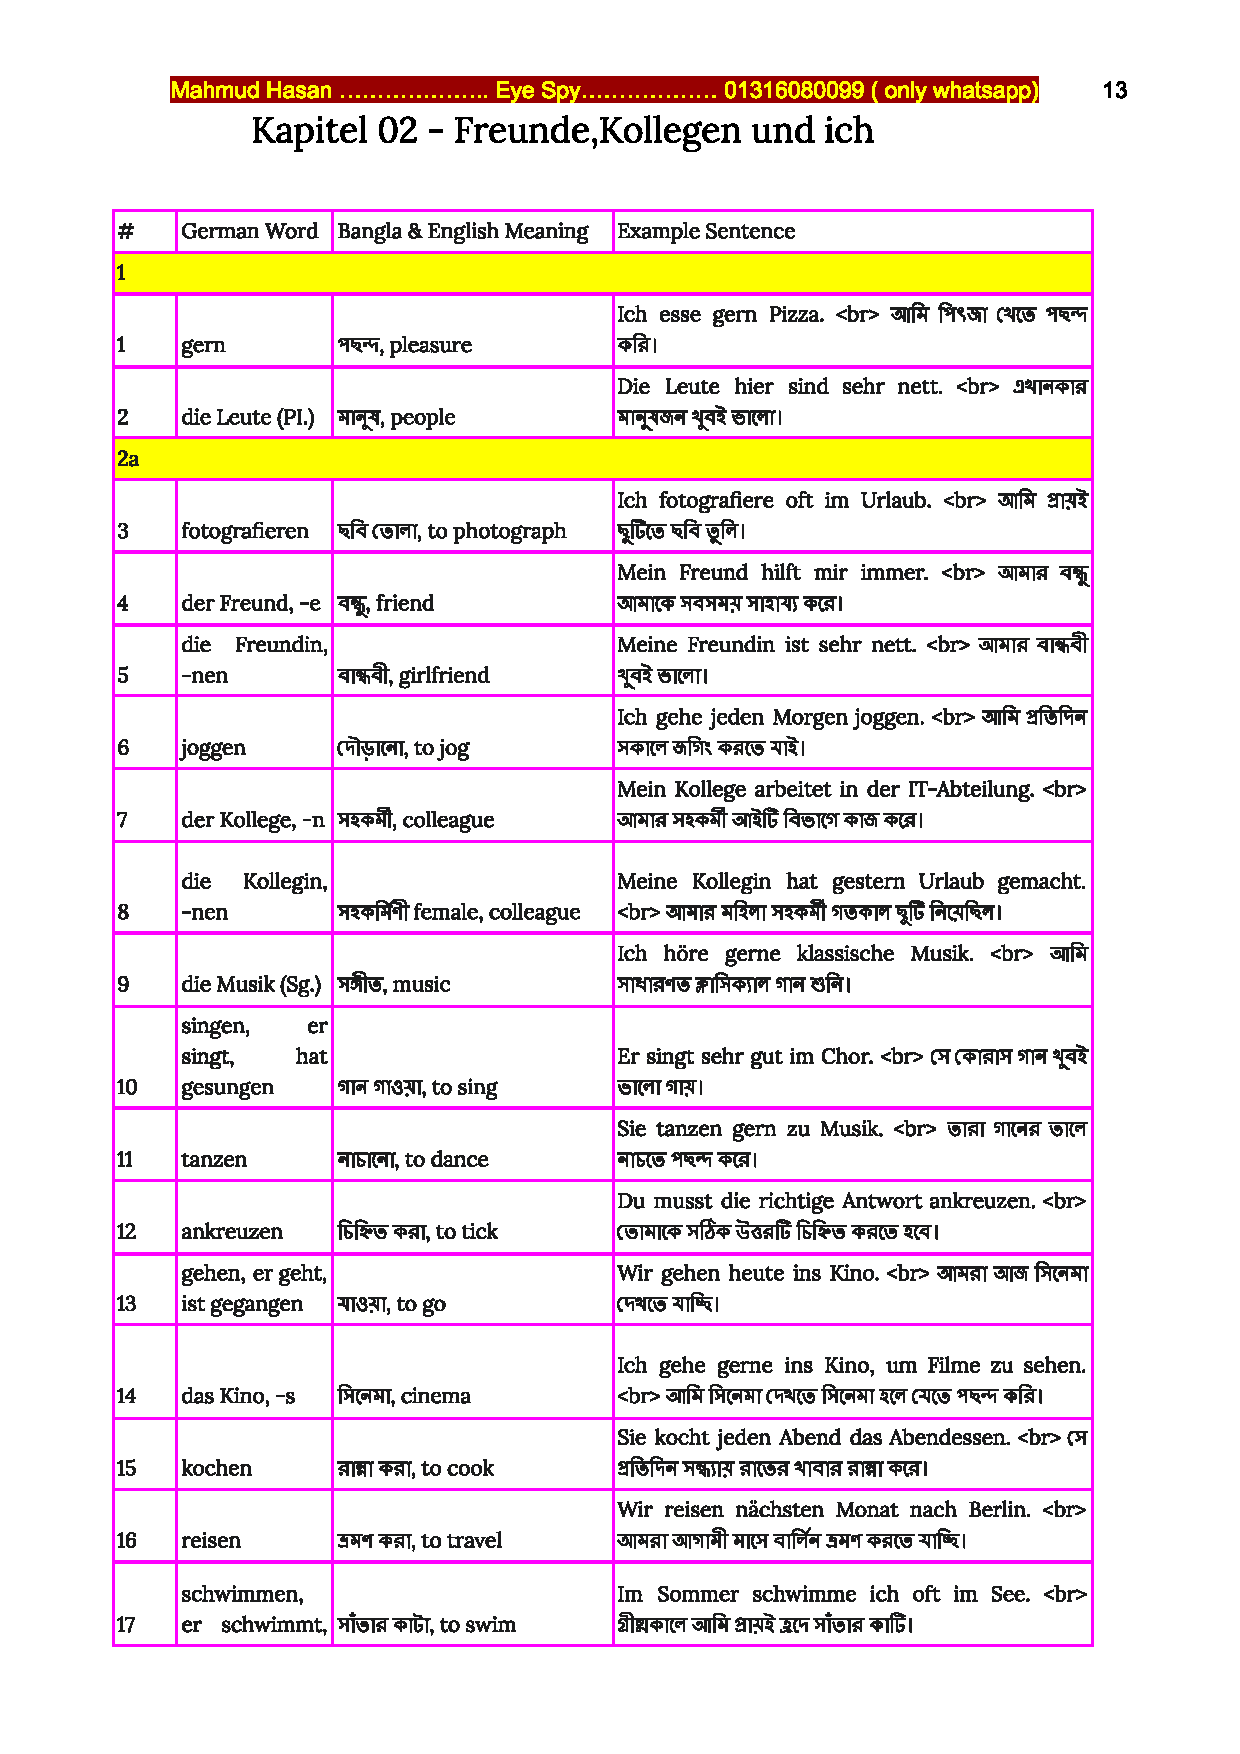 Mahmud Hasan ……………….. Eye Spy……………… 01316080099 ( only whatsapp) 13
Kapitel 02 - Freunde,Kollegen und ich
# German Word Bangla & English Meaning Example Sentence
1
Ich esse gern Pizza. <br> আমি পিৎজা খেতে পছন্দ
1 gern পছন্দ, pleasure করি।
Die Leute hier sind sehr nett. <br> এখানকার
2 die Leute (PI.) মানুষ, people মানুষজন খুবই ভালো।
2a
Ich fotografiere oft im Urlaub. <br> আমি প্রায়ই
3 fotografieren ছবি তোলা, to photograph ছুটিতে ছবি তুলি।
Mein Freund hilft mir immer. <br> আমার বন্ধু
4 der Freund, -e বন্ধু, friend আমাকে সবসময় সাহায্য করে।
die Freundin, Meine Freundin ist sehr nett. <br> আমার বান্ধবী
5 -nen বান্ধবী, girlfriend খুবই ভালো।
Ich gehe jeden Morgen joggen. <br> আমি প্রতিদিন
6 joggen দৌড়ানো, to jog সকালে জগিং করতে যাই।
Mein Kollege arbeitet in der IT-Abteilung. <br>
7 der Kollege, -n সহকর্মী, colleague আমার সহকর্মী আইটি বিভাগে কাজ করে।
die Kollegin, Meine Kollegin hat gestern Urlaub gemacht.
8 -nen সহকর্মিণী female, colleague <br> আমার মহিলা সহকর্মী গতকাল ছুটি নিয়েছিল।
Ich höre gerne klassische Musik. <br> আমি
9 die Musik (Sg.) সঙ্গীত, music সাধারণত ক্লাসিক্যাল গান শুনি।
singen, er
singt, hat Er singt sehr gut im Chor. <br> সে কোরাস গান খুবই
10 gesungen গান গাওয়া, to sing ভালো গায়।
Sie tanzen gern zu Musik. <br> তারা গানের তালে
11 tanzen নাচানো, to dance নাচতে পছন্দ করে।
Du musst die richtige Antwort ankreuzen. <br>
12 ankreuzen চিহ্নিত করা, to tick তোমাকে সঠিক উত্তরটি চিহ্নিত করতে হবে।
gehen, er geht, Wir gehen heute ins Kino. <br> আমরা আজ সিনেমা
13 ist gegangen যাওয়া, to go দেখতে যাচ্ছি।
Ich gehe gerne ins Kino, um Filme zu sehen.
14 das Kino, -s সিনেমা, cinema <br> আমি সিনেমা দেখতে সিনেমা হলে যেতে পছন্দ করি।
Sie kocht jeden Abend das Abendessen. <br> সে
15 kochen রান্না করা, to cook প্রতিদিন সন্ধ্যায় রাতের খাবার রান্না করে।
Wir reisen nächsten Monat nach Berlin. <br>
16 reisen ভ্রমণ করা, to travel আমরা আগামী মাসে বার্লিন ভ্রমণ করতে যাচ্ছি।
schwimmen, Im Sommer schwimme ich oft im See. <br>
17 er schwimmt, সাঁতার কাটা, to swim গ্রীষ্মকালে আমি প্রায়ই হ্রদে সাঁতার কাটি।